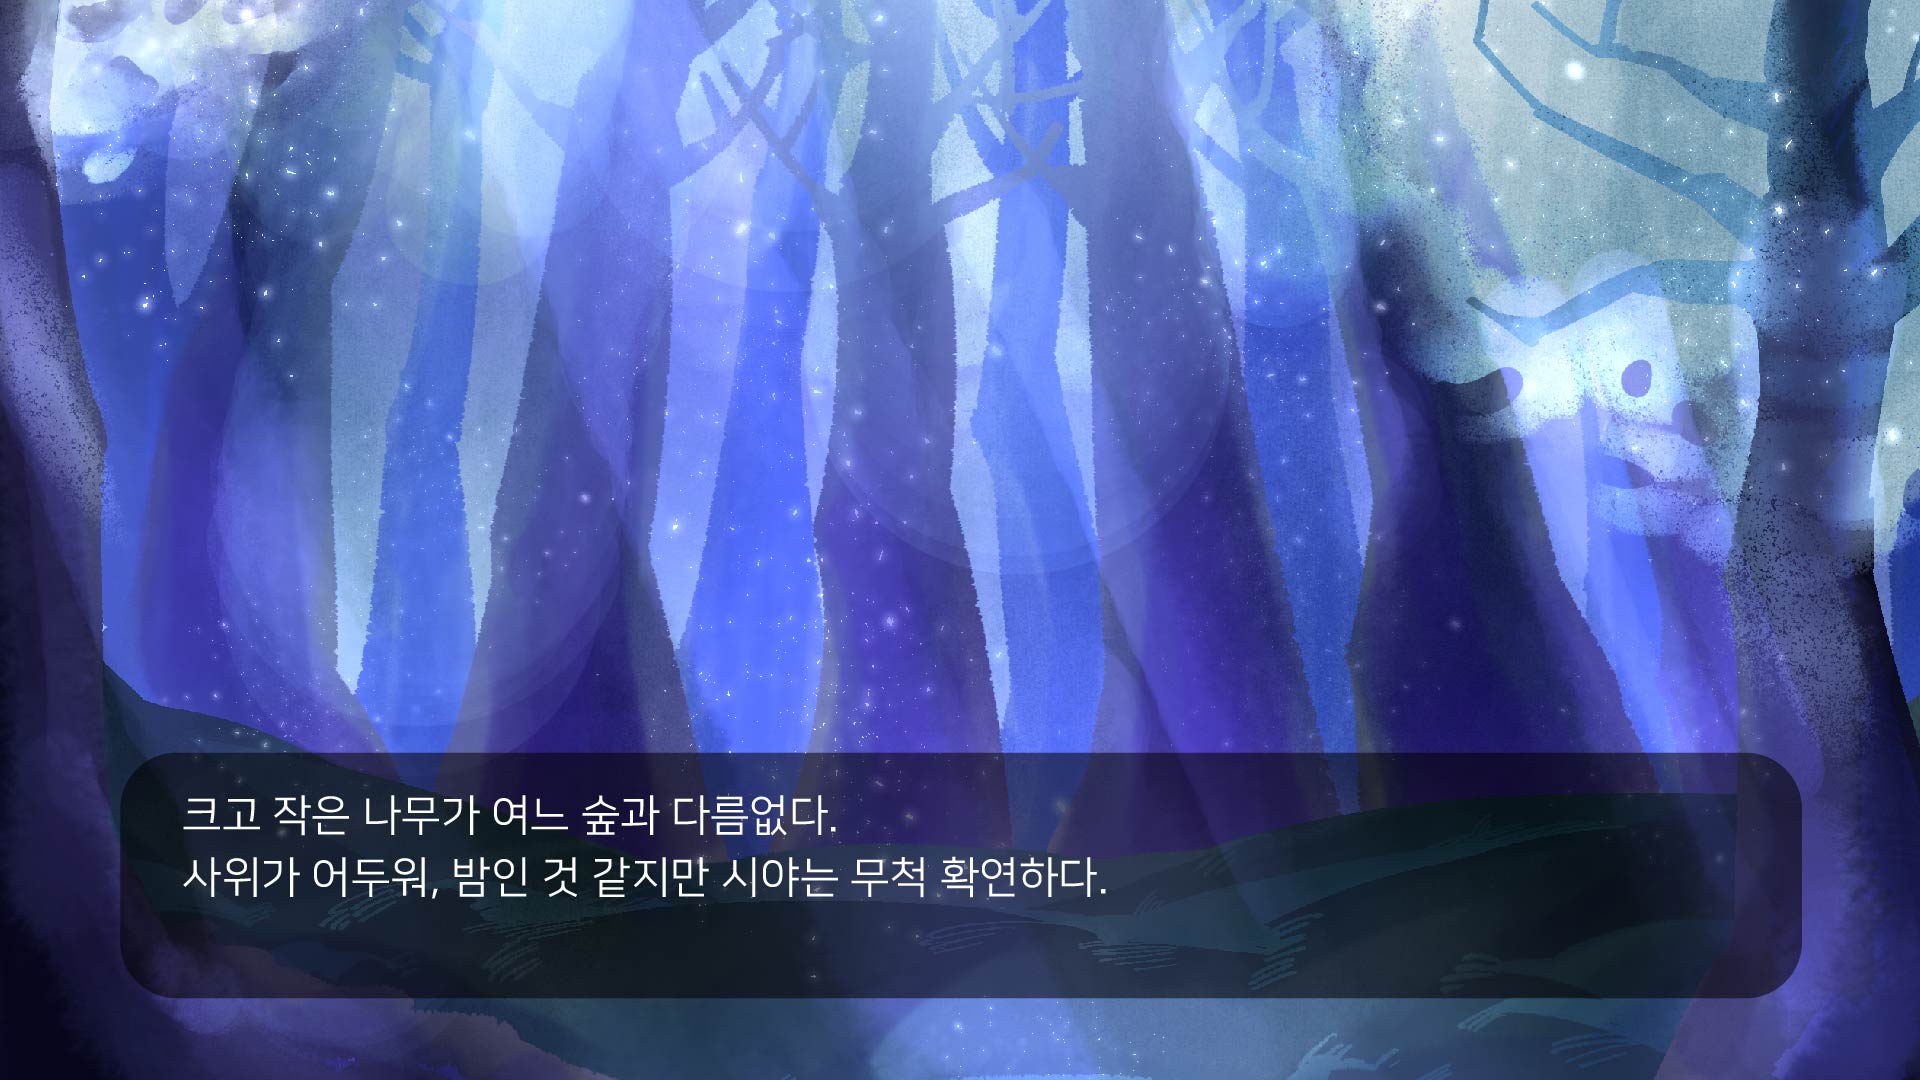 크고 작은 나무가 여느 숲과 다름없다.
사위가 어두워, 밤인 것 같지만 시야는 무척 확연하다.